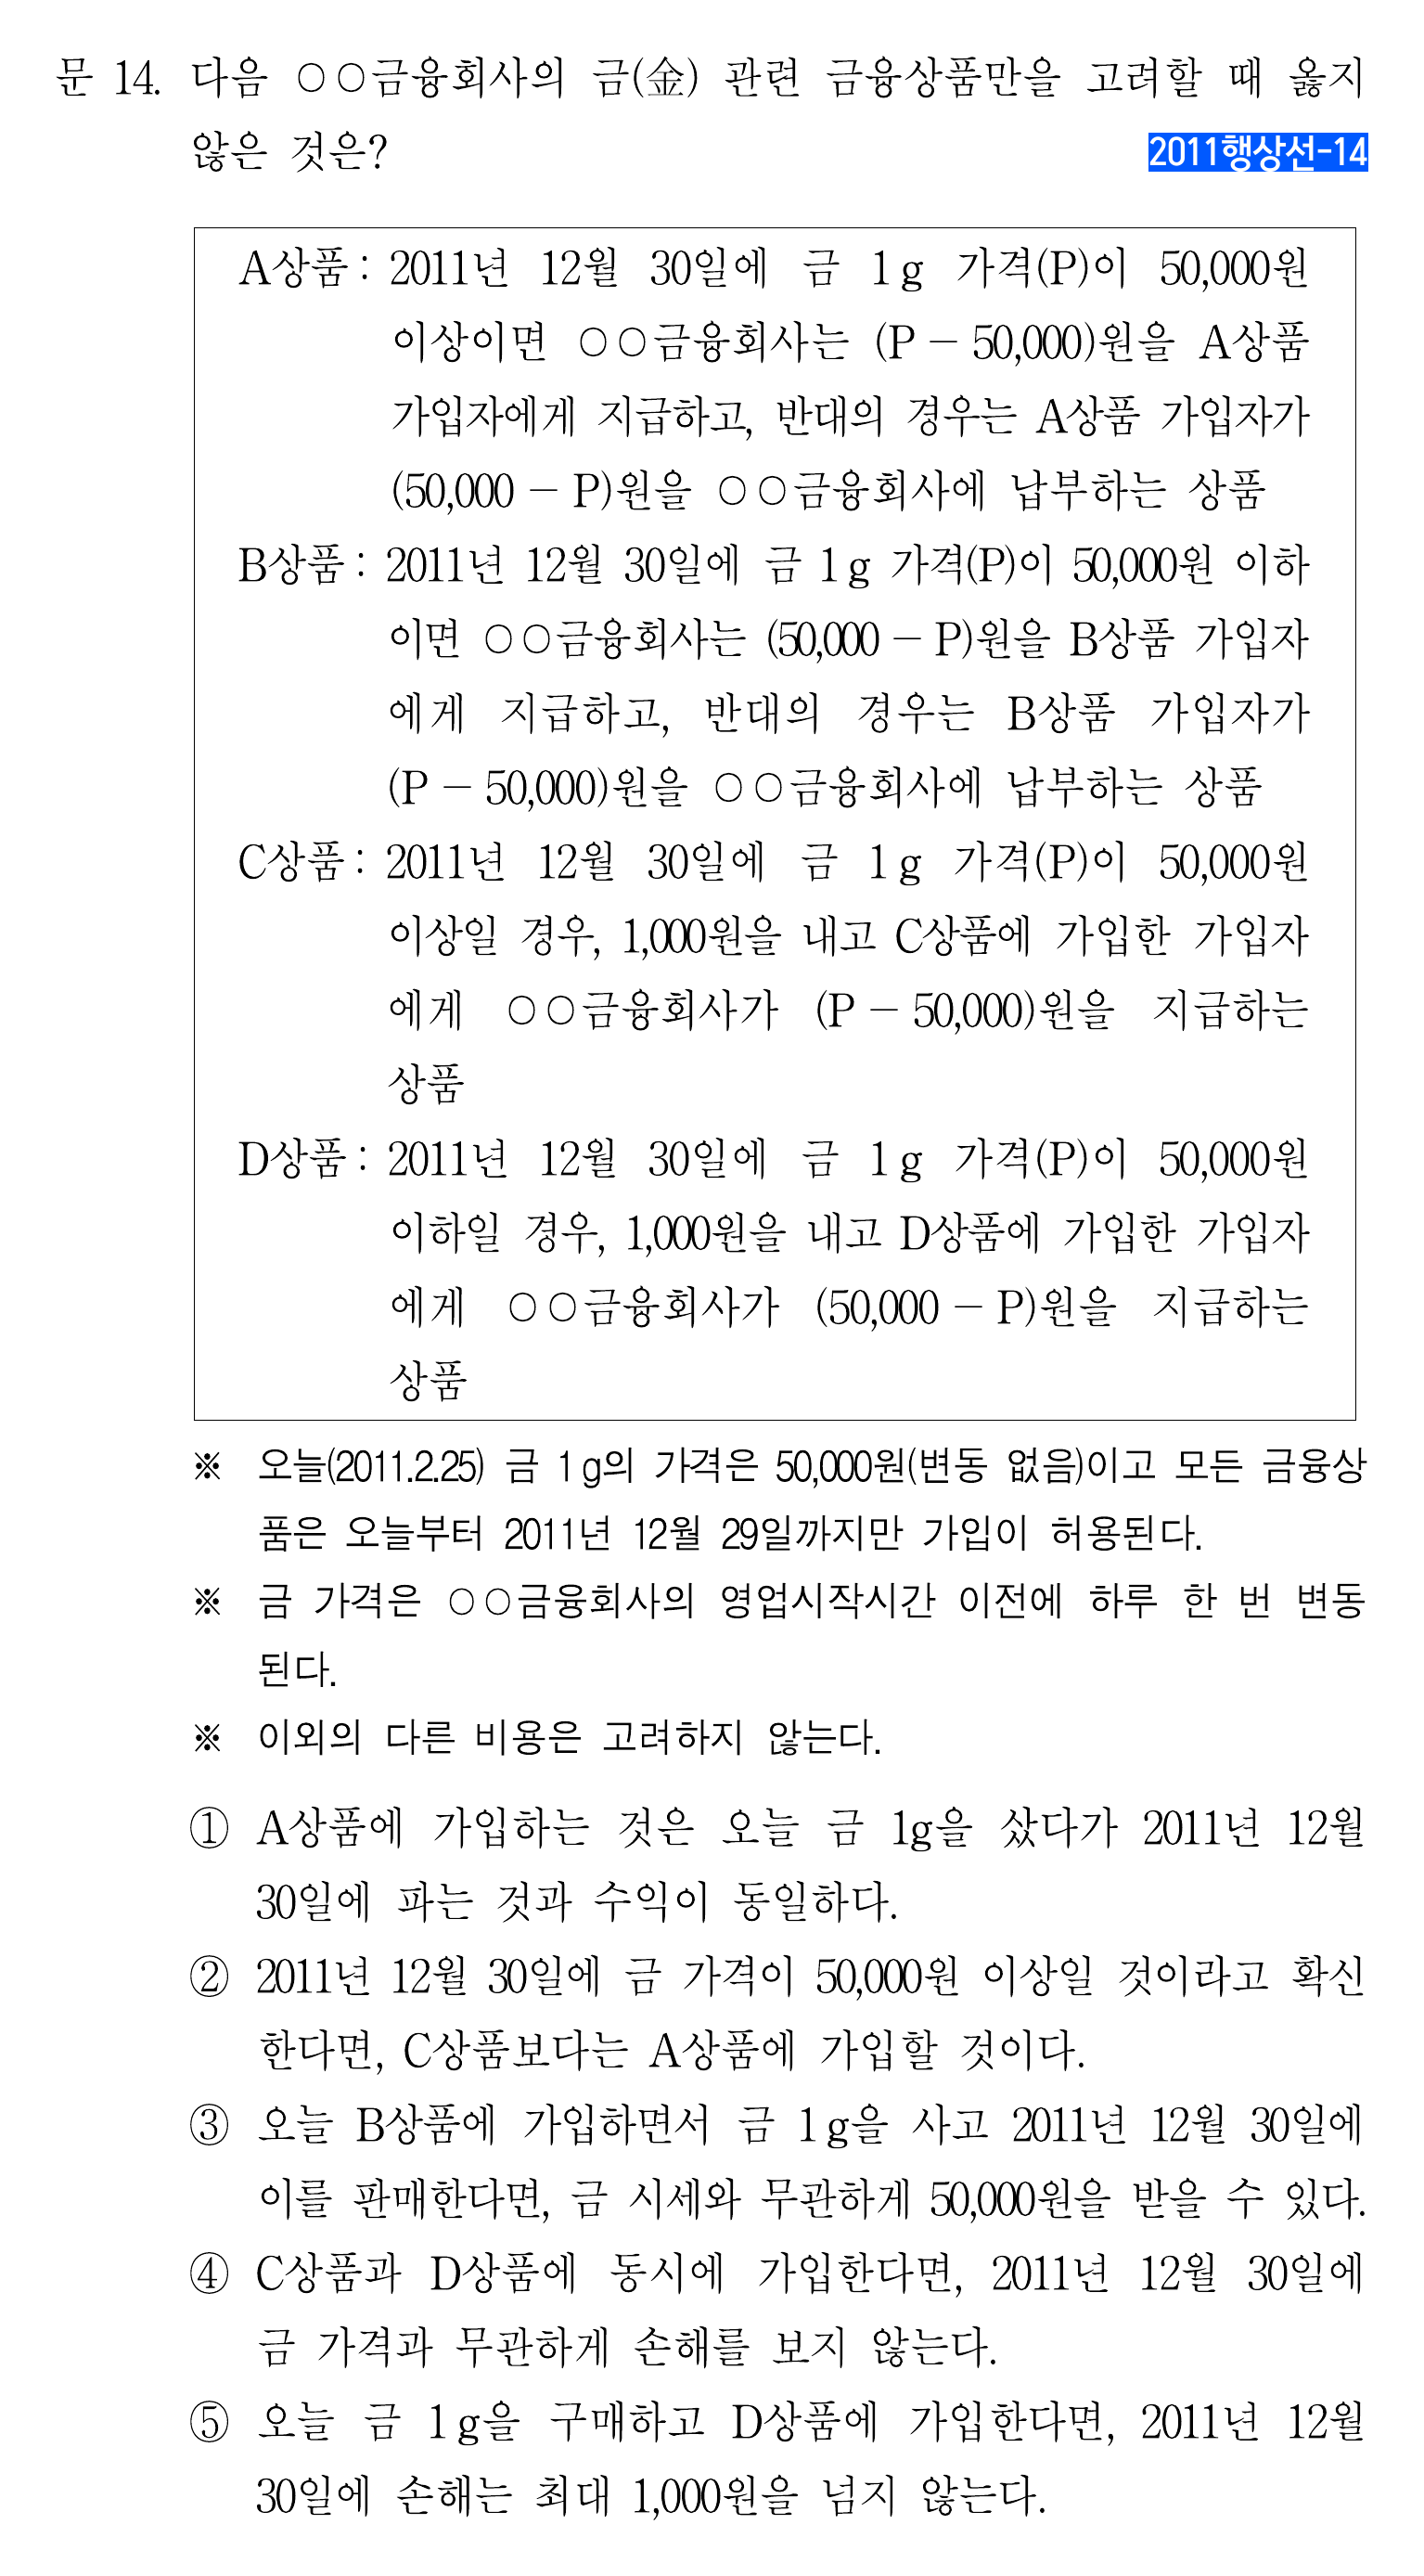 문 14. 다음 ○○금융회사의 금(金) 관련 금융상품만을 고려할 때 옳지
않은 것은?
2011행상선-14
A상품 : 2011년 12월 30일에 금 1g 가격(P)이 50,000원
이상이면 ○○금융회사는 (P - 50,000)원을 A상품
가입자에게 지급하고, 반대의 경우는 A상품 가입자가
(50,000 - P)원을 ○○금융회사에 납부하는 상품
B상품 : 2011년 12월 30일에 금 1g 가격(P)이 50,000원 이하
이면 ○○금융회사는 (50,000 - P)원을 B상품 가입자
에게 지급하고, 반대의 경우는 B상품 가입자가
(P - 50,000)원을 ○○금융회사에 납부하는 상품
C상품 : 2011년 12월 30일에 금 1g 가격(P)이 50,000원
이상일 경우, 1,000원을 내고 C상품에 가입한 가입자
에게 ○○금융회사가 (P - 50,000)원을 지급하는
상품
D상품 : 2011년 12월 30일에 금 1g 가격(P)이 50,000원
이하일 경우, 1,000원을 내고 D상품에 가입한 가입자
에게 ○○금융회사가 (50,000 - P)원을 지급하는
상품
※ 오늘(2011.2.25) 금 1g의 가격은 50,000원(변동 없음)이고 모든 금융상
품은 오늘부터 2011년 12월 29일까지만 가입이 허용된다.
※ 금 가격은 ○○금융회사의 영업시작시간 이전에 하루 한 번 변동
된다.
※ 이외의 다른 비용은 고려하지 않는다.
① A상품에 가입하는 것은 오늘 금 1g을 샀다가 2011년 12월
30일에 파는 것과 수익이 동일하다.
② 2011년 12월 30일에 금 가격이 50,000원 이상일 것이라고 확신
한다면, C상품보다는 A상품에 가입할 것이다.
③ 오늘 B상품에 가입하면서 금 1g을 사고 2011년 12월 30일에
이를 판매한다면, 금 시세와 무관하게 50,000원을 받을 수 있다.
④ C상품과 D상품에 동시에 가입한다면, 2011년 12월 30일에
금 가격과 무관하게 손해를 보지 않는다.
⑤ 오늘 금 1g을 구매하고 D상품에 가입한다면, 2011년 12월
30일에 손해는 최대 1,000원을 넘지 않는다.